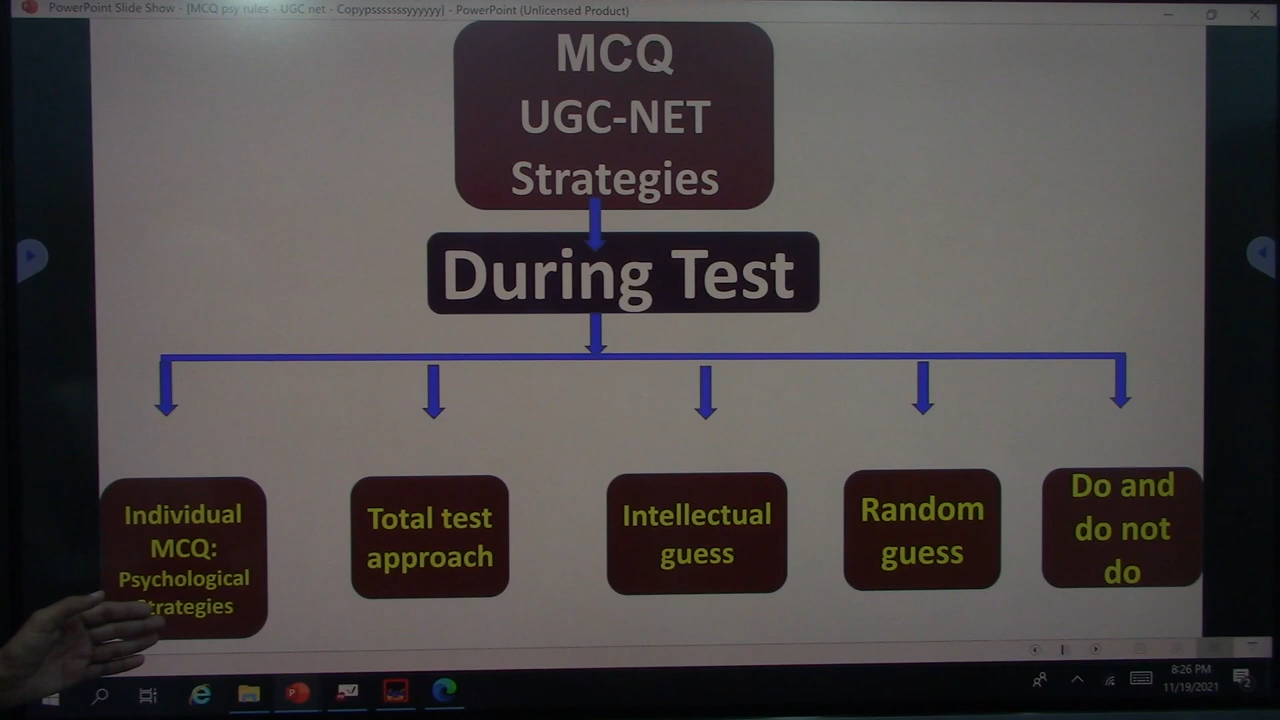 PowerPoint Slide Show - [MCQ psy rules - UGC net - Copypsssssssyyyyyy] - PowerPoint (Unlicensed Product)
MCQ
UGC-NET
Strategies
During Test
Individual
MCQ:
Psychological
Strategies
Total test
approach
Intellectual
guess
Random
guess
Do and
do not
do
8:26 PM
11/19/2021
2